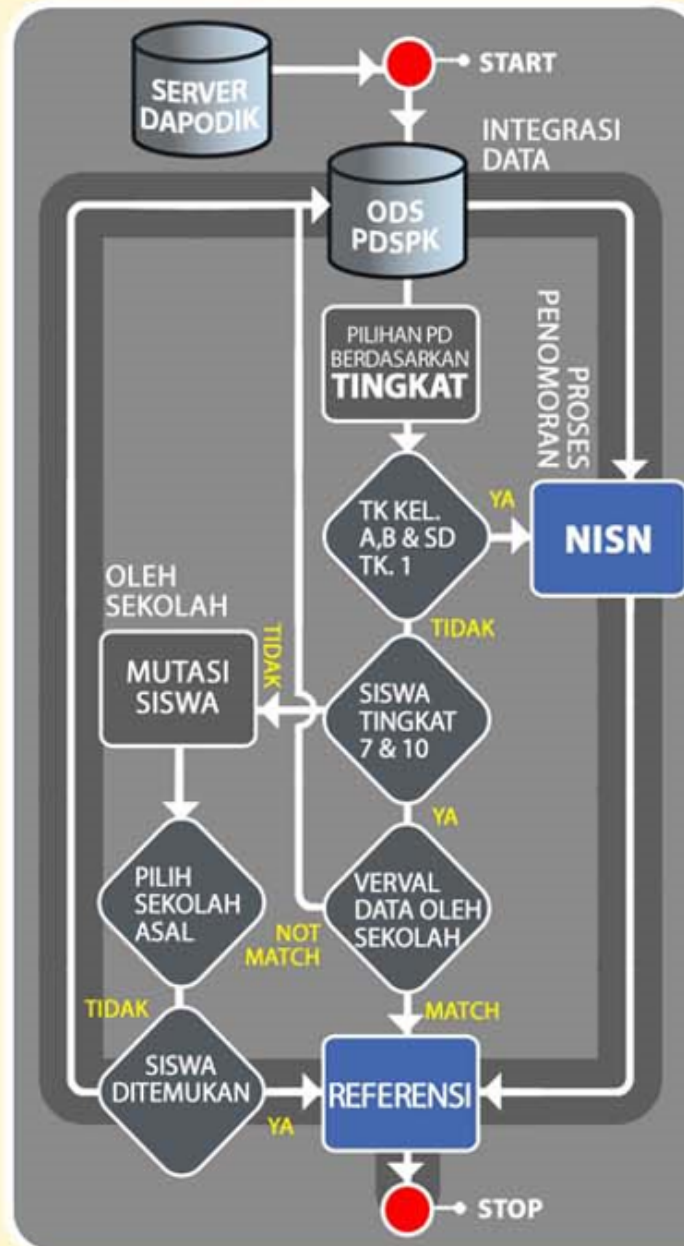 SERVER
DAPODIK
START
INTEGRASI
DATA
ODS
PDSPK
PILIHAN PD
BERDASARKAN
TINGKAT
PROSES
PENOMORAN
TK KEL.
A,B & SD
TK. 1
YA
NISN
TIDAK
OLEH
SEKOLAH
MUTASI
SISWA
TIDAK
SISWA
TINGKAT
7 & 10
YA
PILIH
SEKOLAH
ASAL
VERVAL
DATA OLEH
SEKOLAH
NOT
MATCH
MATCH
TIDAK
SISWA
DITEMUKAN
YA
REFERENSI
STOP